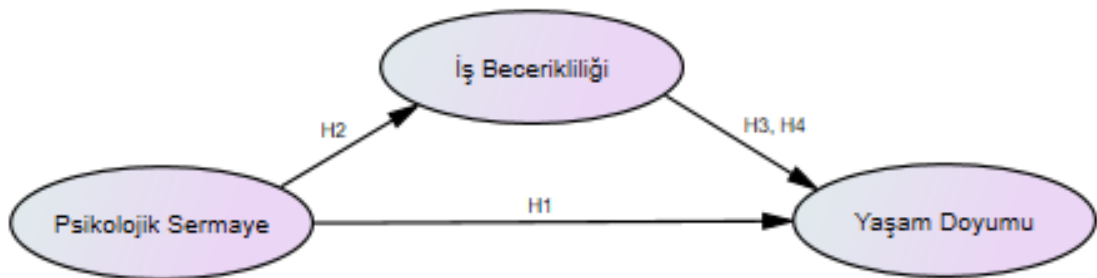 İş Becerikliliği
H2
H3, H4
Psikolojik Sermaye
H1
Yaşam Doyumu